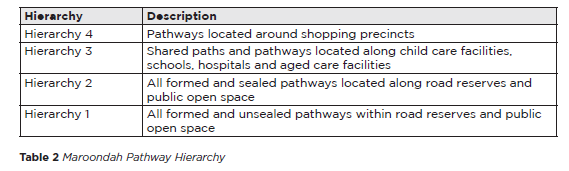 Hierarchy Description
Hierarchy 4 Pathways located around shopping precincts
Hierarchy 3 Shared paths and pathways located along child care facilities,
schools, hospitals and aged care facilities
Hierarchy 2 All formed and sealed pathways located along road reserves and
public open space
Hierarchy 1 All formed and unsealed pathways within road reserves and public
open space
Table 2 Maroondah Pathway Hierarchy